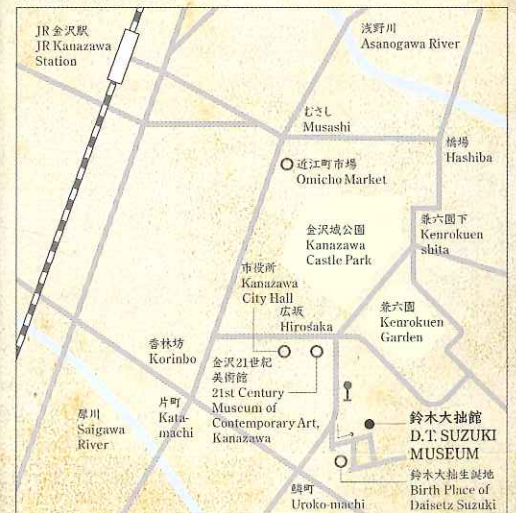 JR金沢駅
JR Kanazawa
Station
浅野川
Asanogawa River
むさし
Musashi
橋場
Hashiba
近江町市場
Omicho Market
兼六園下
Kenrokuen
shita
金沢城公園
Kanazawa
Castle Park
市役所
Kanazawa
City Hall
広坂
Hirosaka
兼六園
Kenrokuen
Garden
香林坊
Korinbo
金沢21世紀
美術館
21st Century
Museum of
Contemporary Art,
Kanazawa
犀川
Saigawa
River
片町
Kata-
machi
鈴木大拙館
D.T. SUZUKI
MUSEUM
鈴木大拙生誕地
Birth Place of
Daisetz Suzuki
鱗町
Uroko-machi